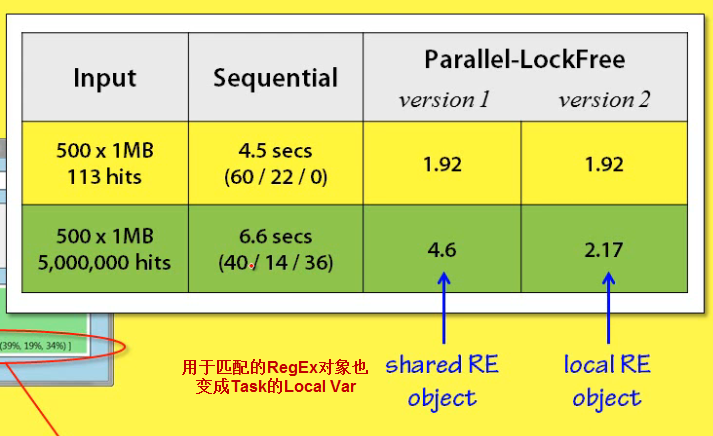 Input
Sequential
Parallel-LockFree
version 1
version 2
500 x 1MB
113 hits
4.5 secs
(60 / 22 / 0)
1.92
1.92
500 x 1MB
5,000,000 hits
6.6 secs
(40 / 14 / 36)
4.6
2.17
(39%, 19%, 34%) ]
用于匹配的RegEx对象也
变成Task的Local Var
shared RE
object
local RE
object